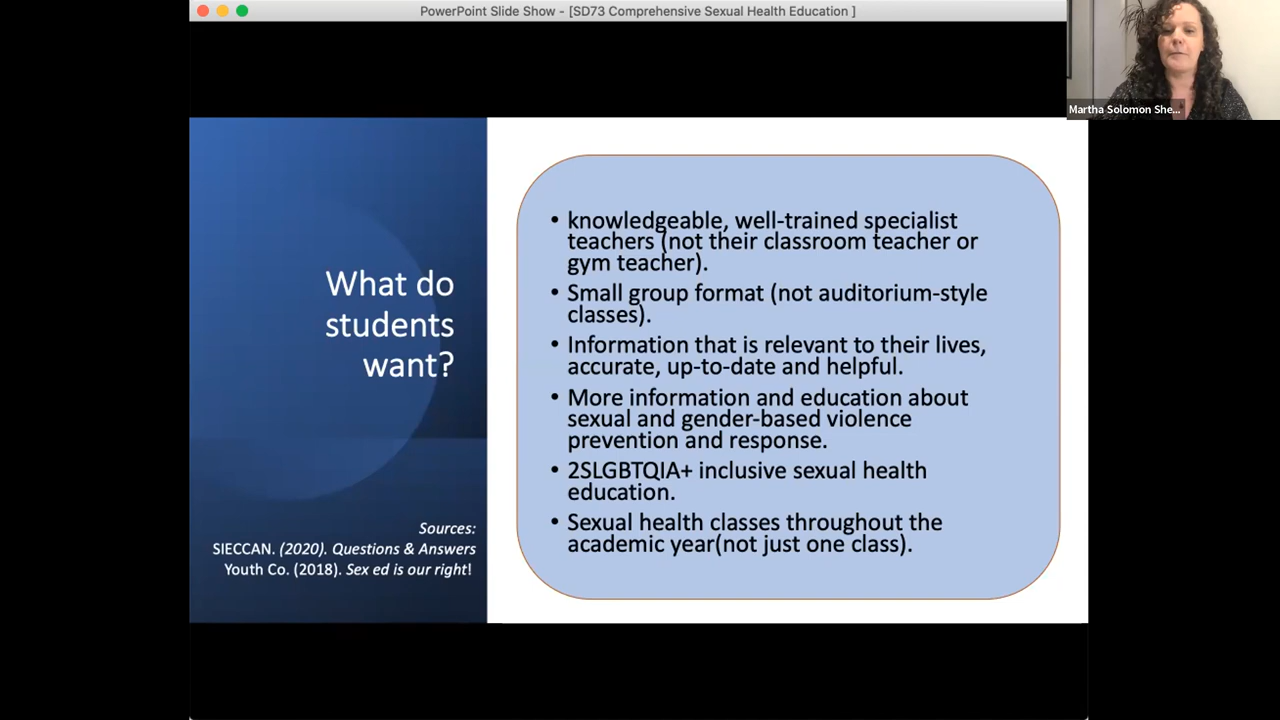 PowerPoint Slide Show - [SD73 Comprehensive Sexual Health Education ]
Martha Solomon She...
What do
students
want?
Sources:
SIECCAN. (2020). Questions & Answers
Youth Co. (2018). Sex ed is our right!
• knowledgeable, well-trained specialist
teachers (not their classroom teacher or
gym teacher).
• Small group format (not auditorium-style
classes).
• Information that is relevant to their lives,
accurate, up-to-date and helpful.
• More information and education about
sexual and gender-based violence
prevention and response.
• 2SLGBTQIA+ inclusive sexual health
education.
• Sexual health classes throughout the
academic year(not just one class).